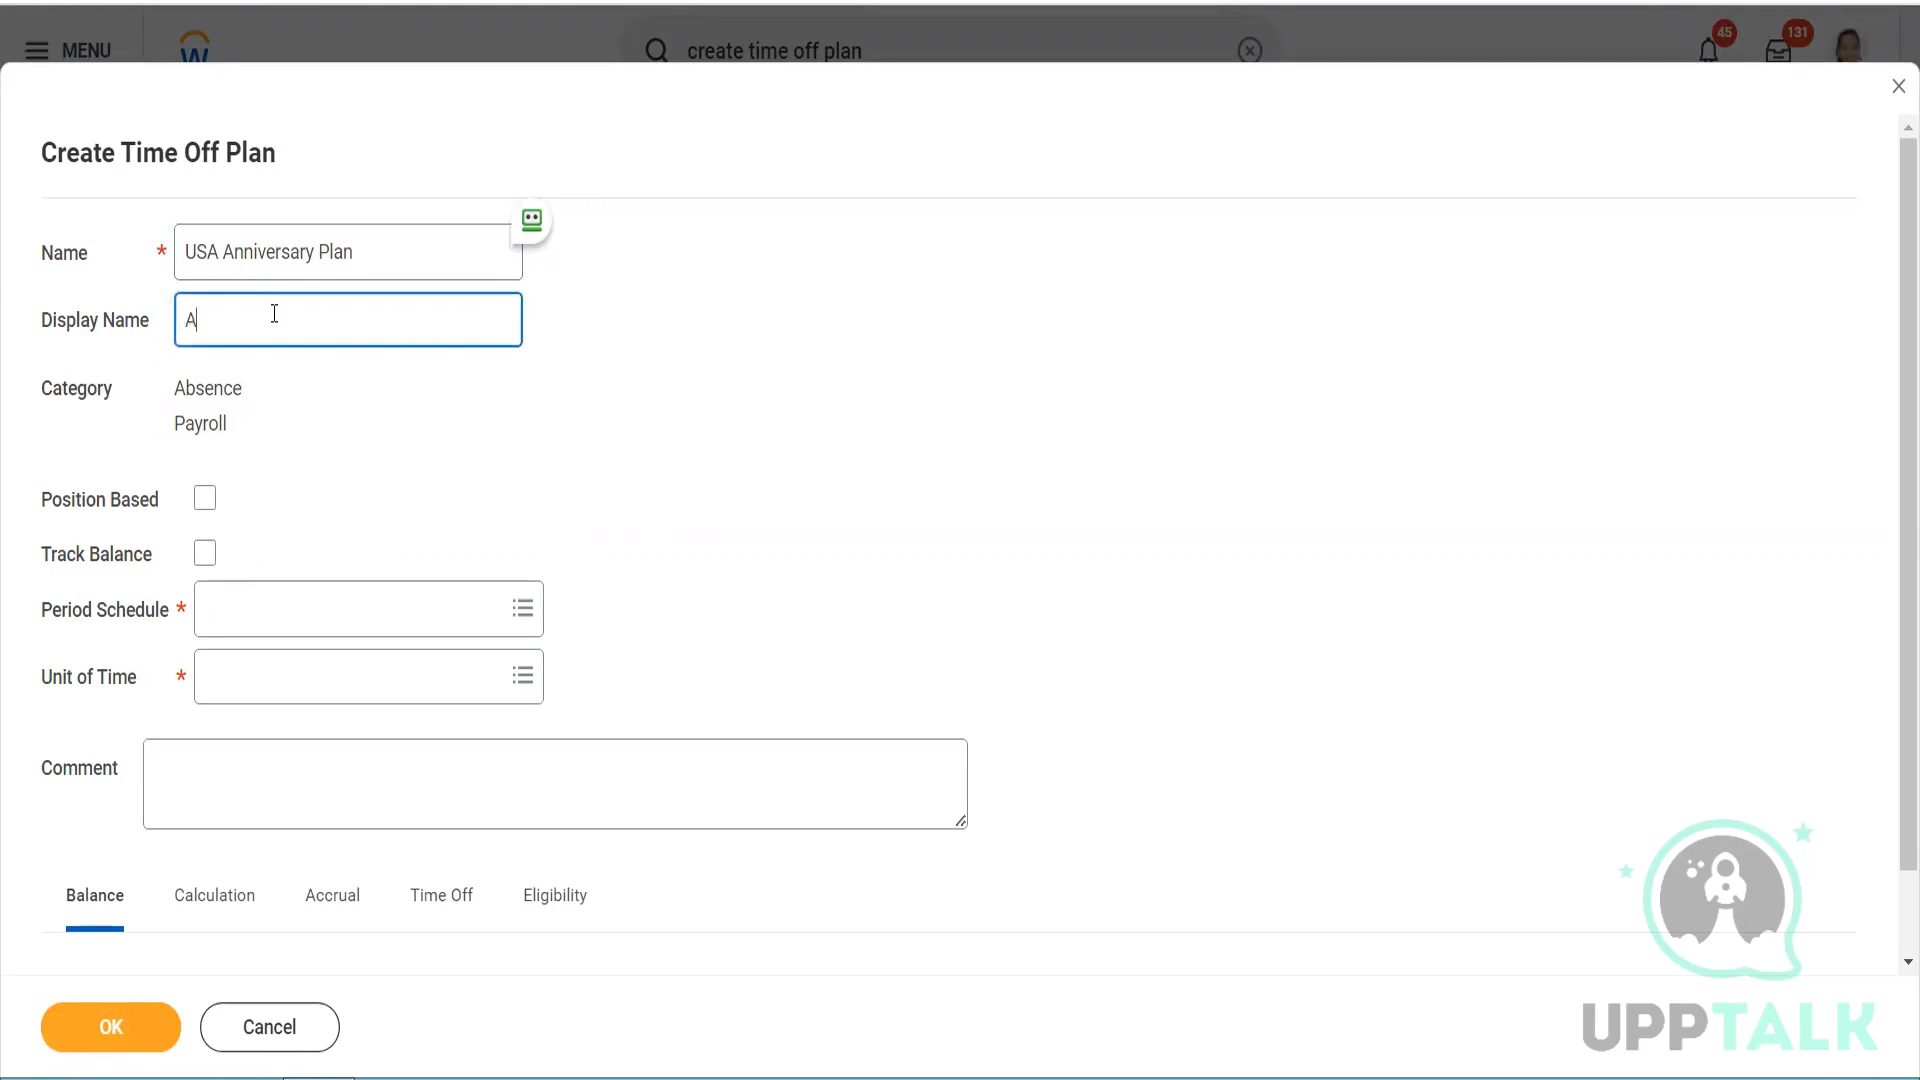 MENU
create time off plan
45
131
Create Time Off Plan
Name * USA Anniversary Plan
Display Name A
Category Absence
Payroll
Position Based
Track Balance
Period Schedule *
Unit of Time *
Comment
Balance Calculation Accrual Time Off Eligibility
OK Cancel
UPPTALK